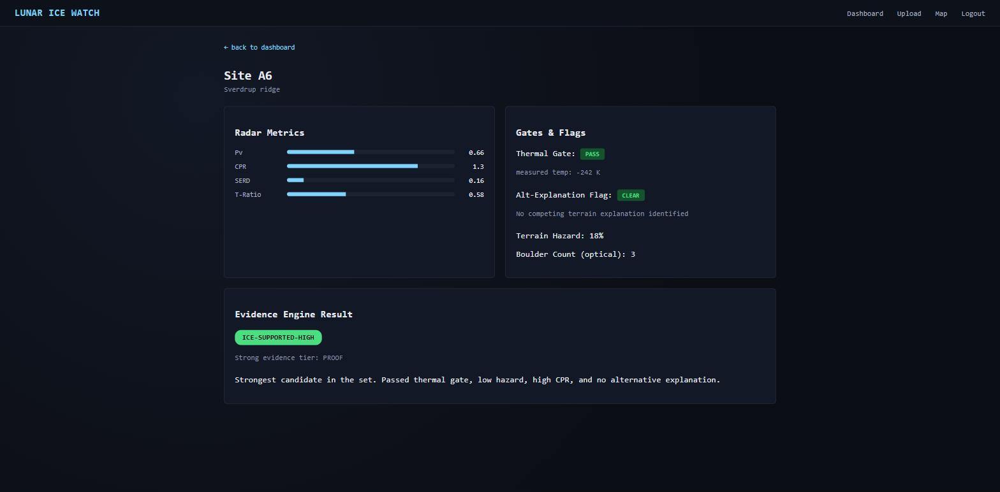 LUNAR ICE WATCH
Dashboard Upload Map Logout
← back to dashboard
Site A6
Sverdrup ridge
Radar Metrics
Pv 0.66
CPR 1.3
SERD 0.16
T-Ratio 0.58
Gates & Flags
Thermal Gate: PASS
measured temp: -242 K
Alt-Explanation Flag: CLEAR
No competing terrain explanation identified
Terrain Hazard: 18%
Boulder Count (optical): 3
Evidence Engine Result
ICE-SUPPORTED-HIGH
Strong evidence tier: PROOF
Strongest candidate in the set. Passed thermal gate, low hazard, high CPR, and no alternative explanation.